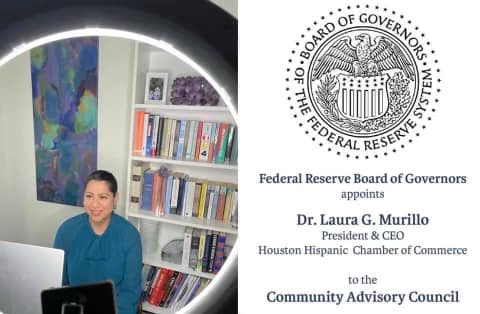 BOARD OF GOVERNORS
THE FEDERAL RESERVE SYSTEM
Federal Reserve Board of Governors
appoints
Dr. Laura G. Murillo
President & CEO
Houston Hispanic Chamber of Commerce
to the
Community Advisory Council